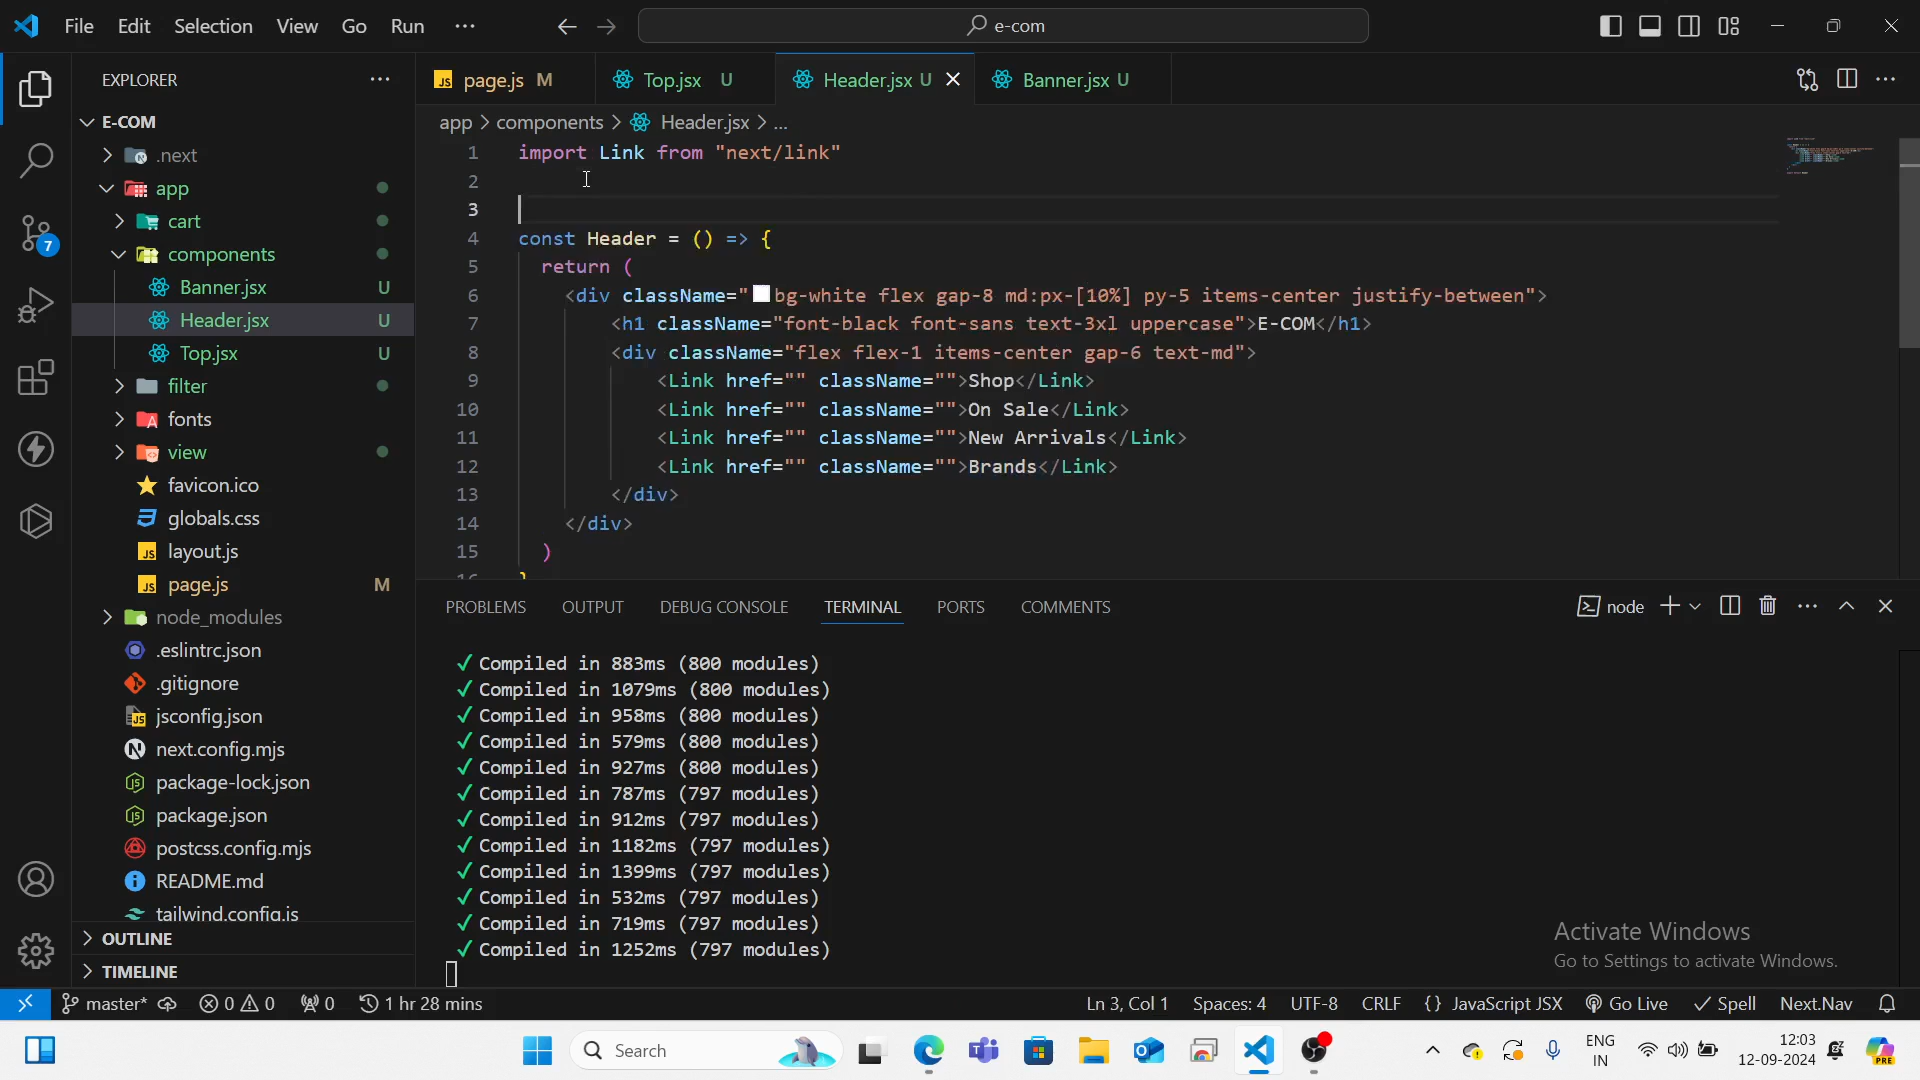 File Edit Selection View Go Run ··· e-com
EXPLORER ···
E-COM
.next
app
cart
components
Banner.jsx U
Header.jsx U
Top.jsx U
filter
fonts
view
favicon.ico
globals.css
layout.js
page.js M
node_modules
.eslintrc.json
.gitignore
jsconfig.json
next.config.mjs
package-lock.json
package.json
postcss.config.mjs
README.md
tailwind.config.js
OUTLINE
TIMELINE
7
JS page.js M Top.jsx U Header.jsx U Banner.jsx U
app > components > Header.jsx > ...
1 import Link from "next/link"
2
3
4 const Header = () => {
5 return (
6 <div className="bg-white flex gap-8 md:px-[10%] py-5 items-center justify-between">
7 <h1 className="font-black font-sans text-3xl uppercase">E-COM</h1>
8 <div className="flex flex-1 items-center gap-6 text-md">
9 <Link href="" className="">Shop</Link>
10 <Link href="" className="">On Sale</Link>
11 <Link href="" className="">New Arrivals</Link>
12 <Link href="" className="">Brands</Link>
13 </div>
14 </div>
15 )
16 }
PROBLEMS OUTPUT DEBUG CONSOLE TERMINAL PORTS COMMENTS node
✓ Compiled in 883ms (800 modules)
✓ Compiled in 1079ms (800 modules)
✓ Compiled in 958ms (800 modules)
✓ Compiled in 579ms (800 modules)
✓ Compiled in 927ms (800 modules)
✓ Compiled in 787ms (797 modules)
✓ Compiled in 912ms (797 modules)
✓ Compiled in 1182ms (797 modules)
✓ Compiled in 1399ms (797 modules)
✓ Compiled in 532ms (797 modules)
✓ Compiled in 719ms (797 modules)
✓ Compiled in 1252ms (797 modules)
Activate Windows
Go to Settings to activate Windows.
master* 0 0 0 1 hr 28 mins Ln 3, Col 1 Spaces: 4 UTF-8 CRLF {} JavaScript JSX Go Live ✓ Spell Next.Nav
Search
ENG
IN
12:03
12-09-2024
PRE